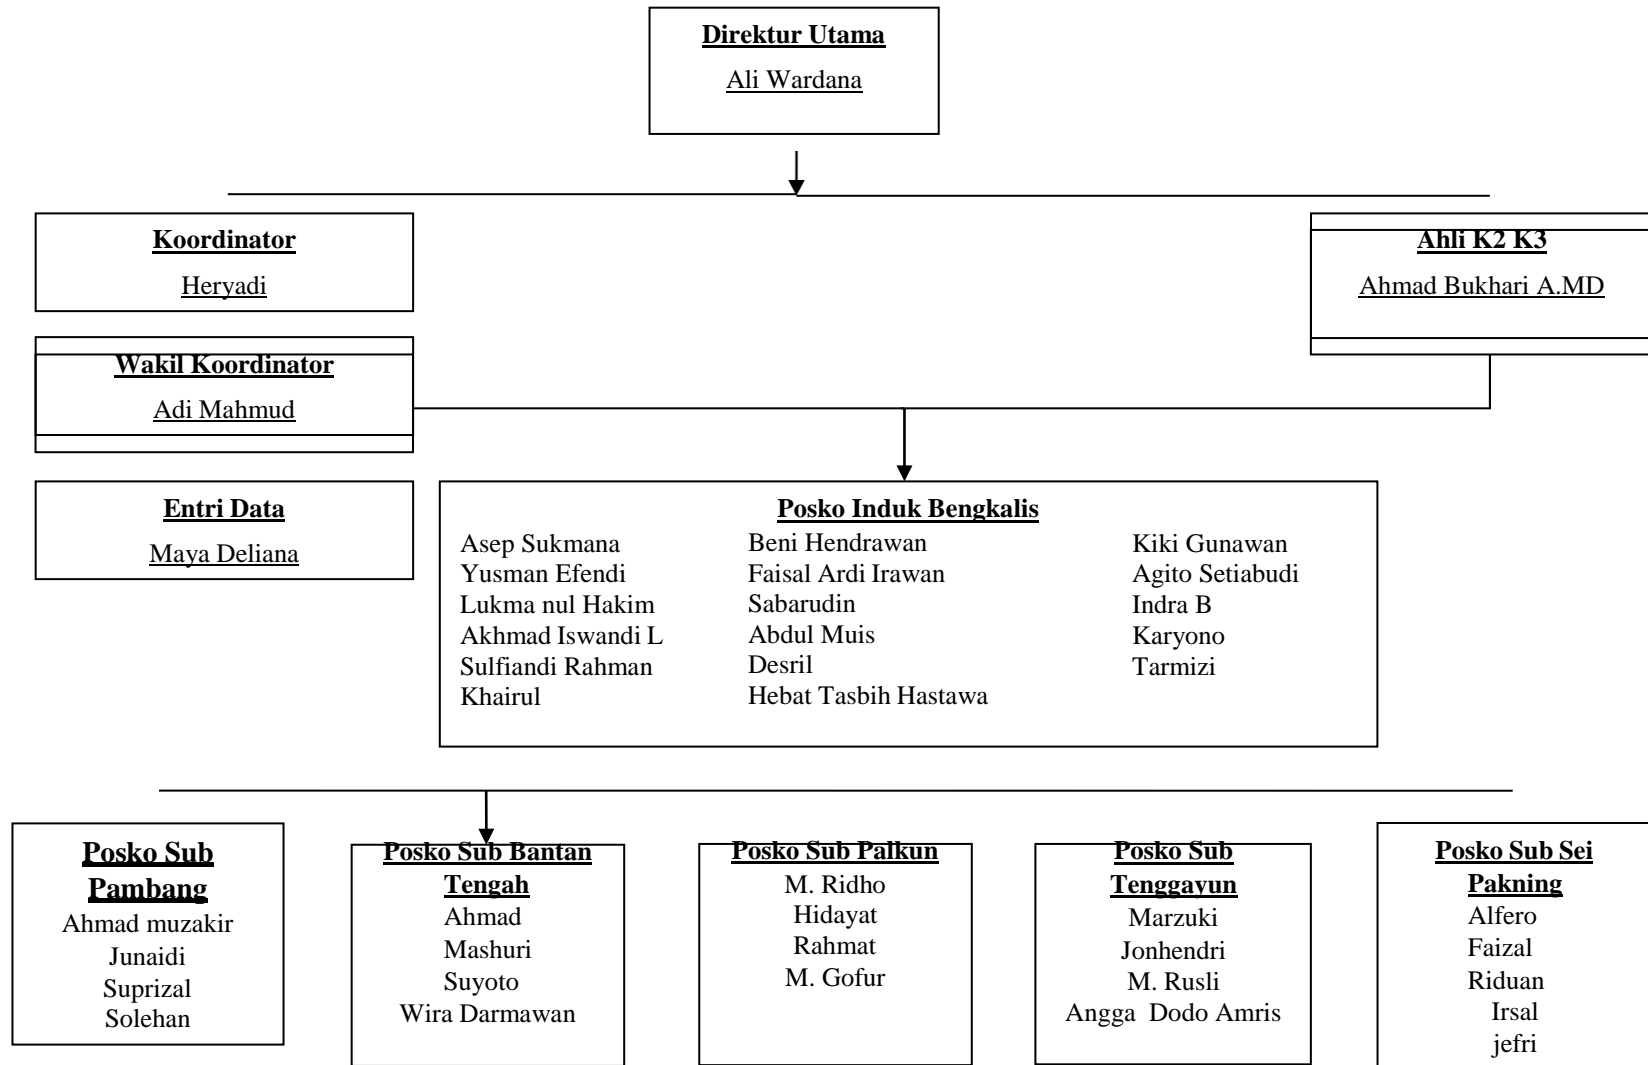 Direktur Utama
Ali Wardana
Koordinator
Heryadi
Ahli K2 K3
Ahmad Bukhari A.MD
Wakil Koordinator
Adi Mahmud
Entri Data
Maya Deliana
Posko Induk Bengkalis
Asep Sukmana
Yusman Efendi
Lukma nul Hakim
Akhmad Iswandi L
Sulfiandi Rahman
Khairul
Beni Hendrawan
Faisal Ardi Irawan
Sabarudin
Abdul Muis
Desril
Hebat Tasbih Hastawa
Kiki Gunawan
Agito Setiabudi
Indra B
Karyono
Tarmizi
Posko Sub
Pambang
Ahmad muzakir
Junaidi
Suprizal
Solehan
Posko Sub Bantan
Tengah
Ahmad
Mashuri
Suyoto
Wira Darmawan
Posko Sub Palkun
M. Ridho
Hidayat
Rahmat
M. Gofur
Posko Sub
Tenggayun
Marzuki
Jonhendri
M. Rusli
Angga Dodo Amris
Posko Sub Sei
Pakning
Alfero
Faizal
Riduan
Irsal
jefri